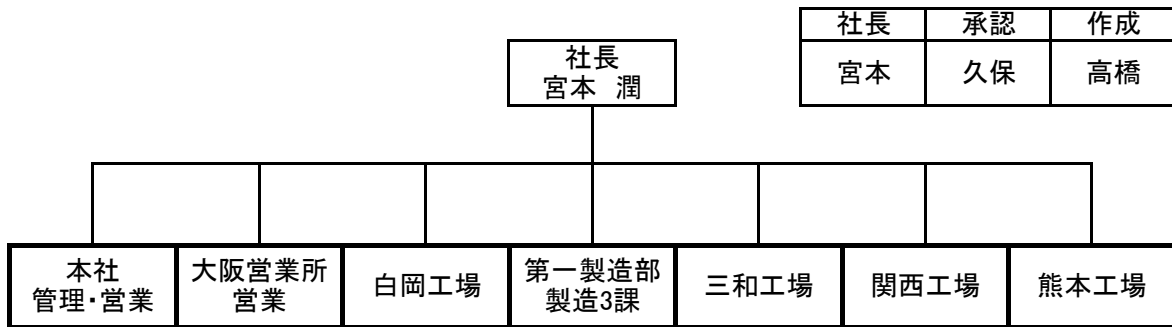 社長 承認 作成
宮本 久保 高橋
社長
宮本 潤
本社
管理・営業
大阪営業所
営業
白岡工場
第一製造部
製造3課
三和工場
関西工場
熊本工場